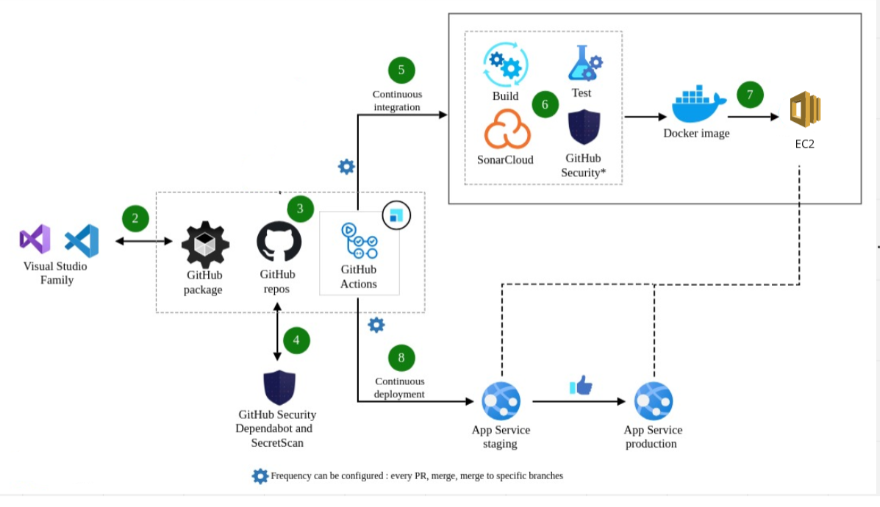 5
Continuous
integration
Build
Test
6
SonarCloud
GitHub
Security*
Docker image
7
EC2
2
Visual Studio
Family
3
GitHub
package
GitHub
repos
GitHub
Actions
4
GitHub Security
Dependabot and
SecretScan
8
Continuous
deployment
App Service
staging
App Service
production
Frequency can be configured : every PR, merge, merge to specific branches